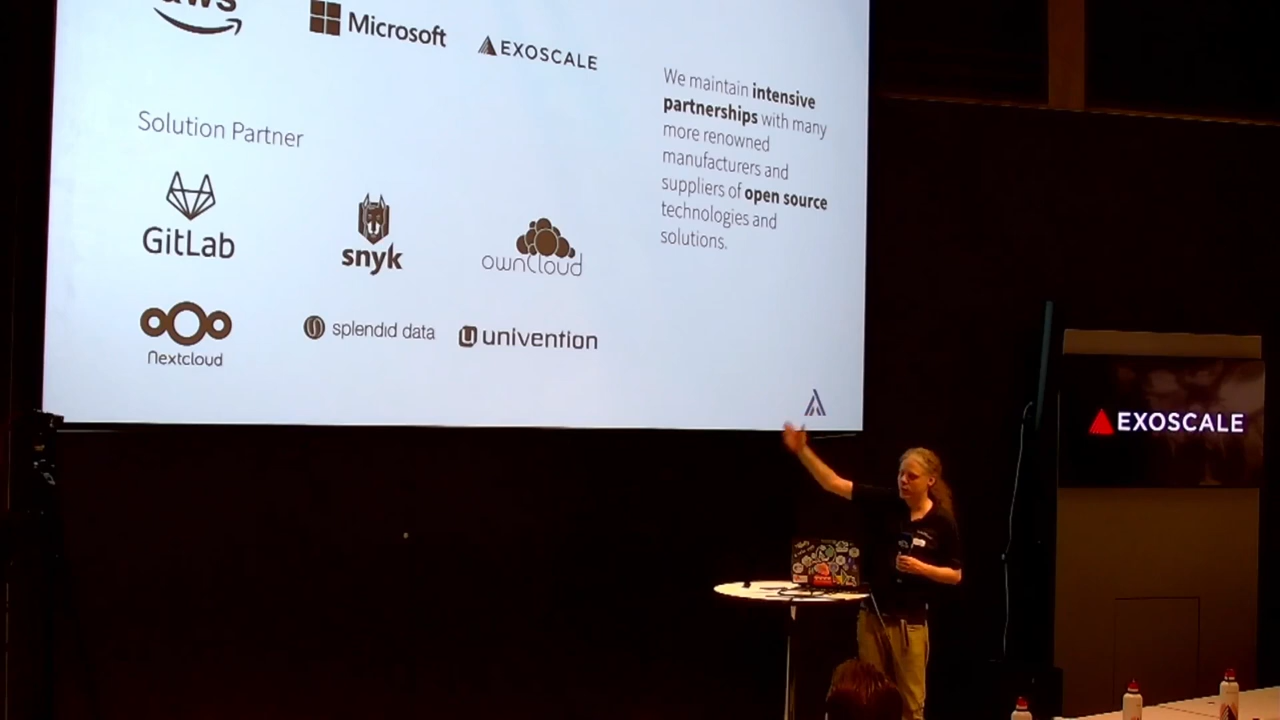 aws
Microsoft
EXOSCALE
Solution Partner
GitLab
snyk
ownCloud
Nextcloud
splendid data
univention
We maintain intensive
partnerships with many
more renowned
manufacturers and
suppliers of open source
technologies and
solutions.
EXOSCALE